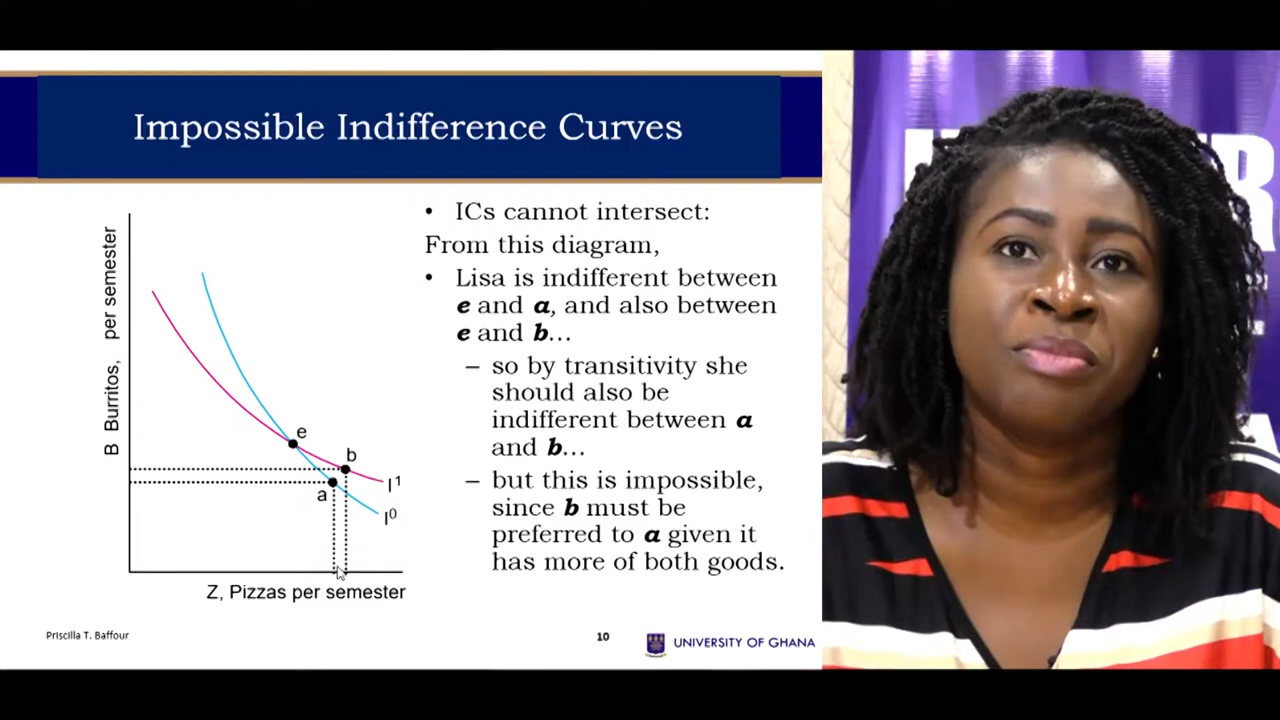 Impossible Indifference Curves
B Burritos, per semester
e
b
a
I¹
I⁰
Z, Pizzas per semester
• ICs cannot intersect:
From this diagram,
• Lisa is indifferent between
e and a, and also between
e and b…
– so by transitivity she
should also be
indifferent between a
and b…
– but this is impossible,
since b must be
preferred to a given it
has more of both goods.
Priscilla T. Baffour
10
UNIVERSITY OF GHANA